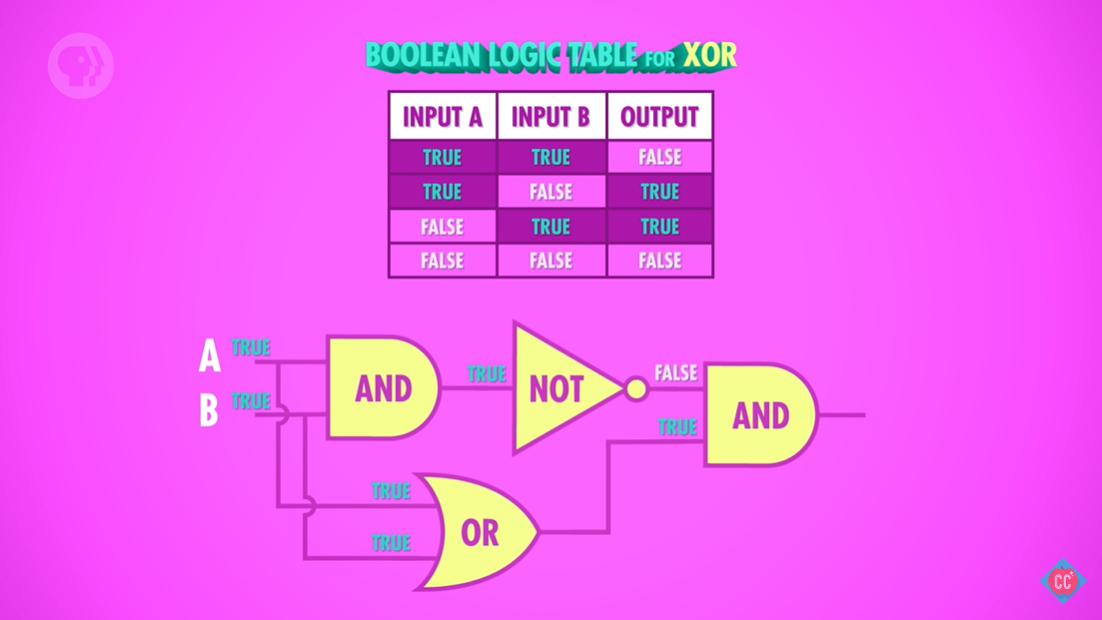 BOOLEAN LOGIC TABLE FOR XOR
INPUT A INPUT B OUTPUT
TRUE TRUE FALSE
TRUE FALSE TRUE
FALSE TRUE TRUE
FALSE FALSE FALSE
A TRUE
B TRUE
AND
TRUE
NOT
FALSE
TRUE
AND
TRUE
TRUE
OR
CC